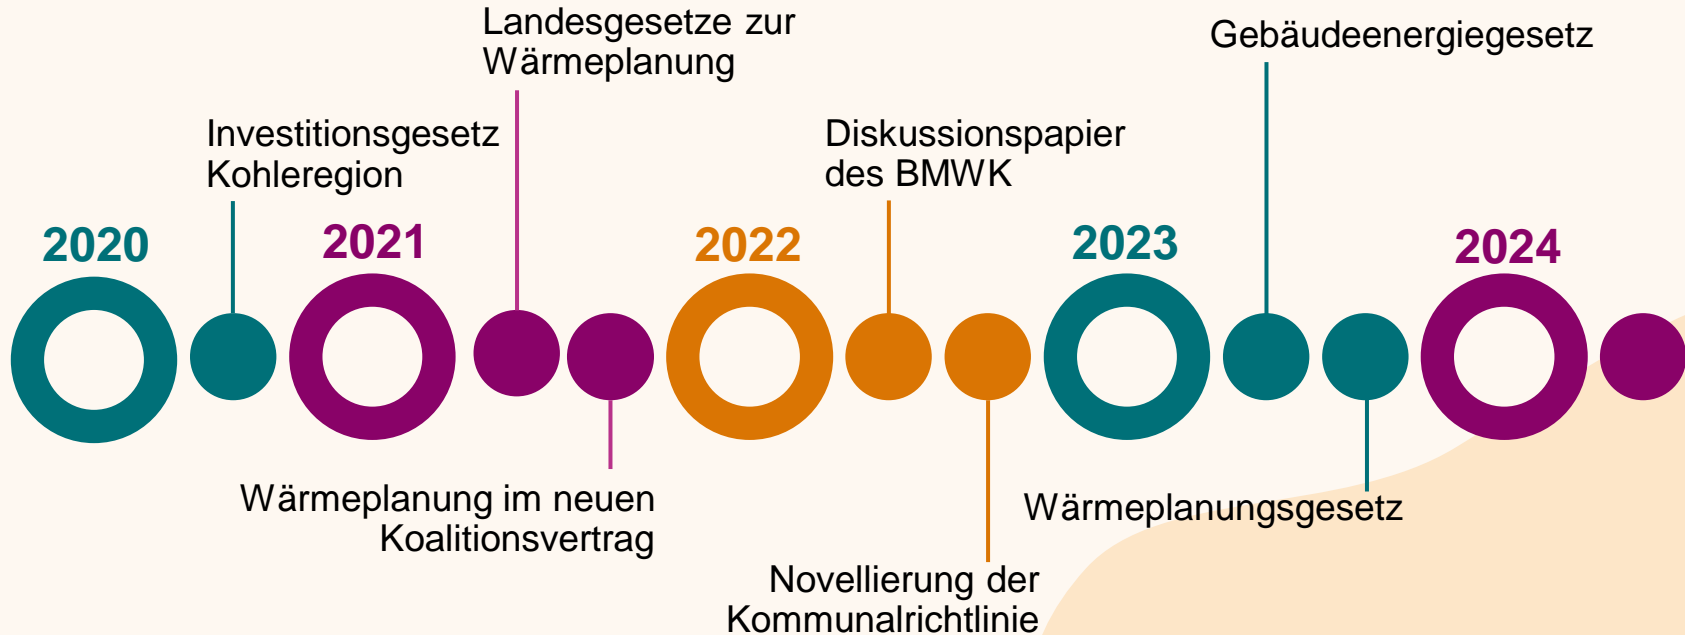 2020
Investitionsgesetz
Kohleregion
2021
Landesgesetze zur
Wärmeplanung
Wärmeplanung im neuen
Koalitionsvertrag
2022
Diskussionspapier
des BMWK
Novellierung der
Kommunalrichtlinie
2023
Gebäudeenergiegesetz
Wärmeplanungsgesetz
2024